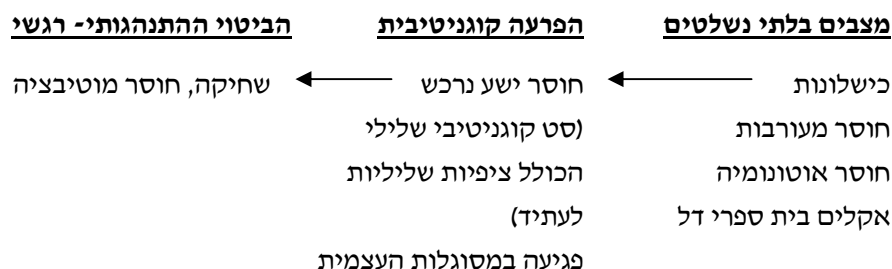 מצבים בלתי נשלטים הפרעה קוגניטיבית הביטוי ההתנהגותי- רגשי
כישלונות חוסר ישע נרכש שחיקה, חוסר מוטיבציה
חוסר מעורבות (סט קוגניטיבי שלילי
חוסר אוטונומיה הכולל ציפיות שליליות
אקלים בית ספרי דל לעתיד)
פגיעה במסוגלות העצמית